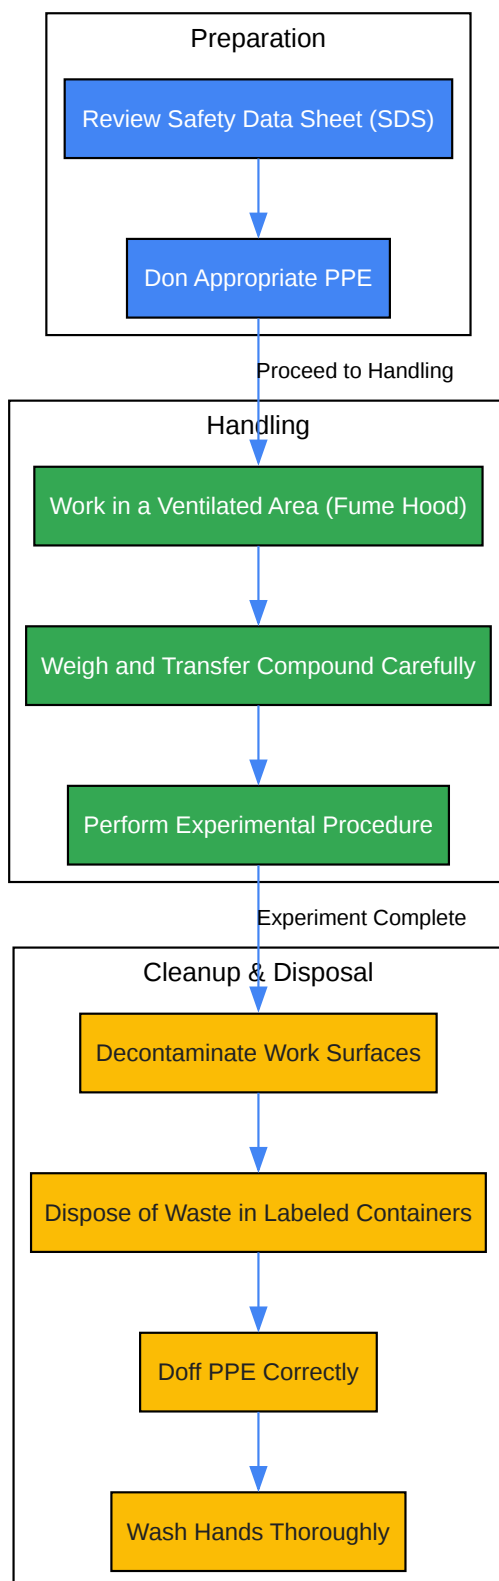 Preparation
Review Safety Data Sheet (SDS)
Don Appropriate PPE
Proceed to Handling
Handling
Work in a Ventilated Area (Fume Hood)
Weigh and Transfer Compound Carefully
Perform Experimental Procedure
Experiment Complete
Cleanup & Disposal
Decontaminate Work Surfaces
Dispose of Waste in Labeled Containers
Doff PPE Correctly
Wash Hands Thoroughly